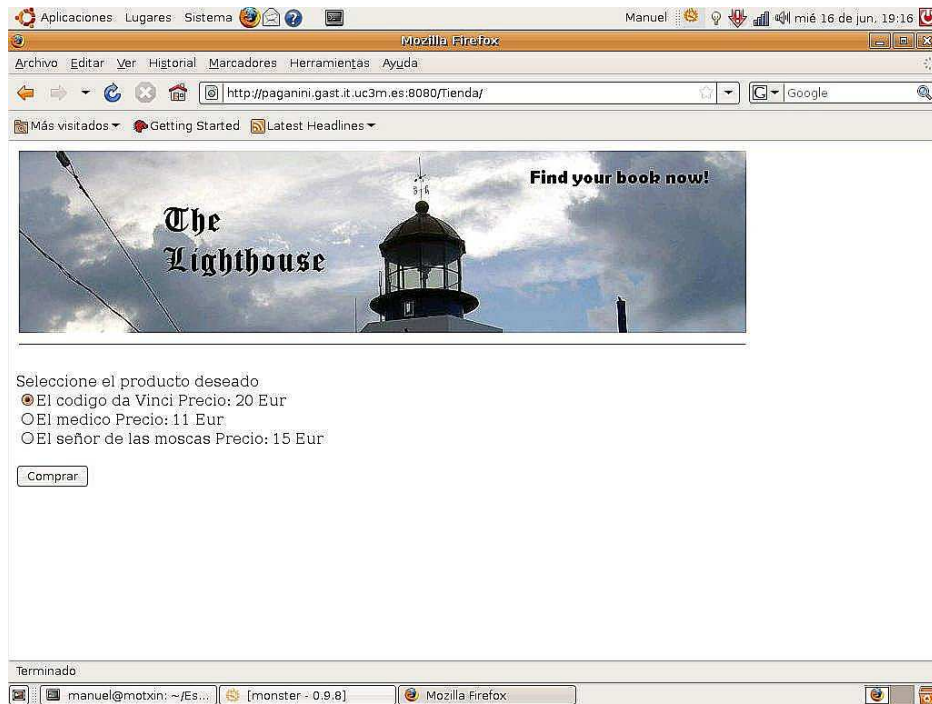 Aplicaciones Lugares Sistema
Manuel mié 16 de jun, 19:16
Mozilla Firefox
Archivo Editar Ver Historial Marcadores Herramientas Ayuda
http://paganini.gast.it.uc3m.es:8080/Tienda/
G Google
Más visitados Getting Started Latest Headlines
Find your book now!
The
Lighthouse
Seleccione el producto deseado
El codigo da Vinci Precio: 20 Eur
El medico Precio: 11 Eur
El señor de las moscas Precio: 15 Eur
Comprar
Terminado
manuel@motxin: ~/Es... [monster - 0.9.8] Mozilla Firefox